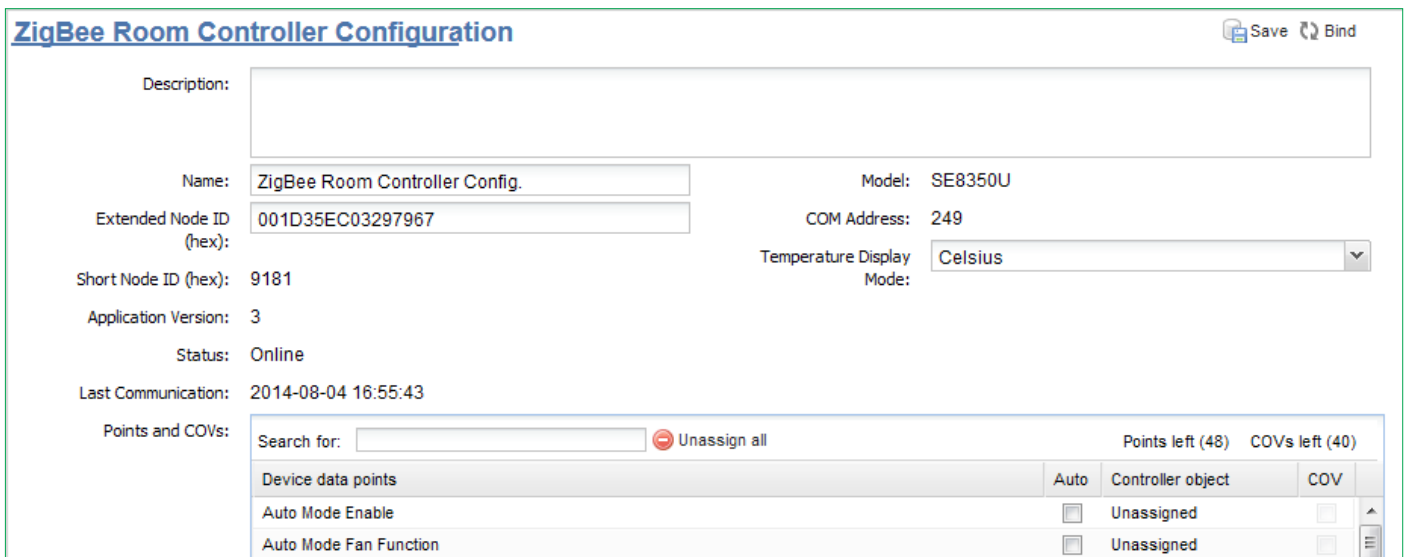 ZigBee Room Controller Configuration
Save Bind
Description:
Name: ZigBee Room Controller Config. Model: SE8350U
Extended Node ID 001D35EC03297967 COM Address: 249
(hex):
Temperature Display Celsius
Mode:
Short Node ID (hex): 9181
Application Version: 3
Status: Online
Last Communication: 2014-08-04 16:55:43
Points and COVs: Search for: Unassign all Points left (48) COVs left (40)
Device data points Auto Controller object COV
Auto Mode Enable Unassigned
Auto Mode Fan Function Unassigned